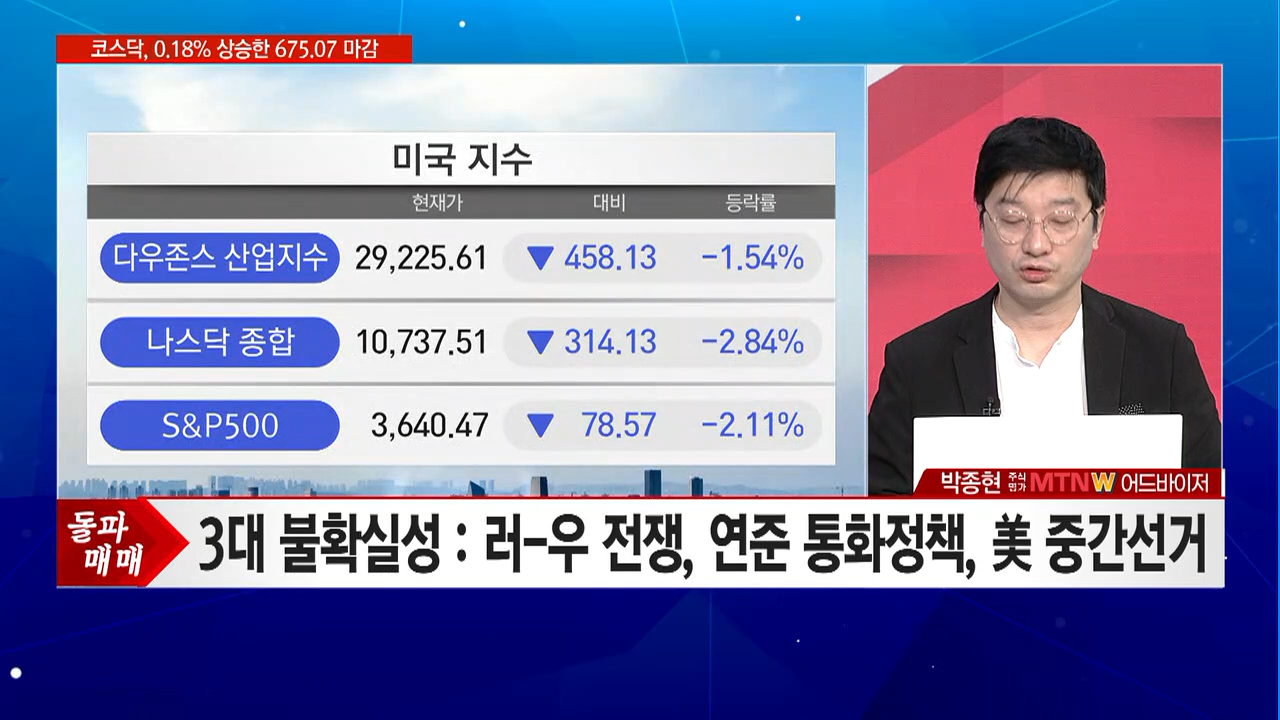 코스닥, 0.18% 상승한 675.07 마감
미국 지수
현재가 대비 등락률
다우존스 산업지수 29,225.61 ▼ 458.13 -1.54%
나스닥 종합 10,737.51 ▼ 314.13 -2.84%
S&P500 3,640.47 ▼ 78.57 -2.11%
박종현 주식명가 MTNW 어드바이저
돌파
매매
3대 불확실성 : 러-우 전쟁, 연준 통화정책, 美 중간선거